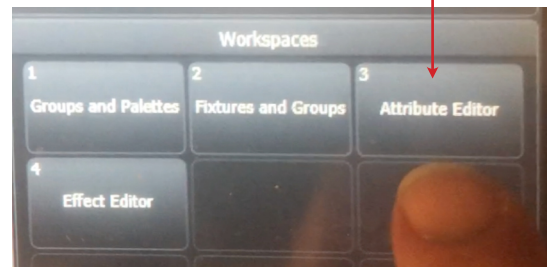 Workspaces
1
Groups and Palettes
2
Fixtures and Groups
3
Attribute Editor
4
Effect Editor